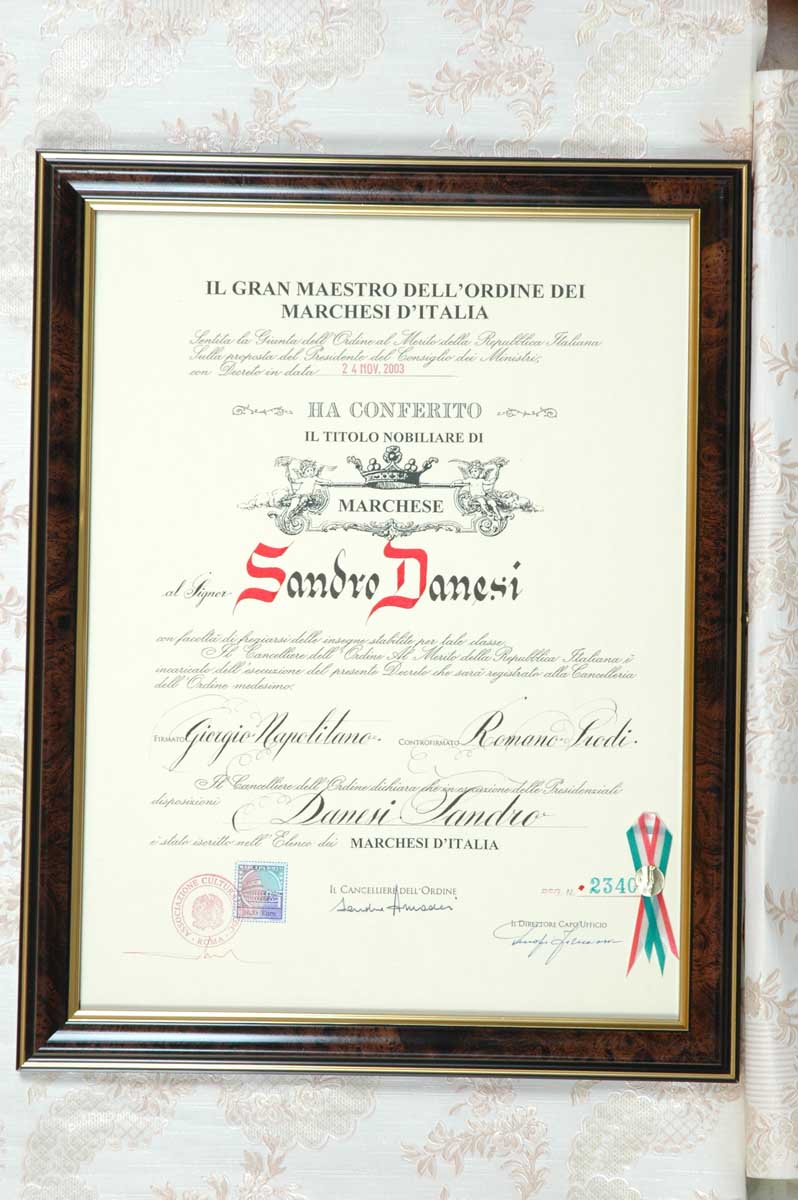 IL GRAN MAESTRO DELL'ORDINE DEI
MARCHESI D'ITALIA
Sentita la Giunta dell'Ordine al Merito della Repubblica Italiana
Sulla proposta del Presidente del Consiglio dei Ministri;
con Decreto in data 24 NOV. 2003
HA CONFERITO
IL TITOLO NOBILIARE DI
MARCHESE
al Signor Sandro Danesi
con facoltà di freziarsi delle insegne stabilite per tale classe.
Il Cancelliere dell'Ordine Al Merito della Repubblica Italiana è
incaricato dell'esecuzione del presente Decreto che sarà registrato alla Cancelleria
dell'Ordine medesimo.
FIRMATO Giorgio Napolitano. CONTROFIRMATO Romano Prodi.
Il Cancelliere dell'Ordine dichiara che in esecuzione delle Presidenziali
disposizioni Danesi Sandro
è stato iscritto nell'Elenco dei MARCHESI D'ITALIA
ASSOCIAZIONE
ROMA
IL CANCELLIERE DELL'ORDINE
N. 2340
IL DIRETTORE CAPO UFFICIO